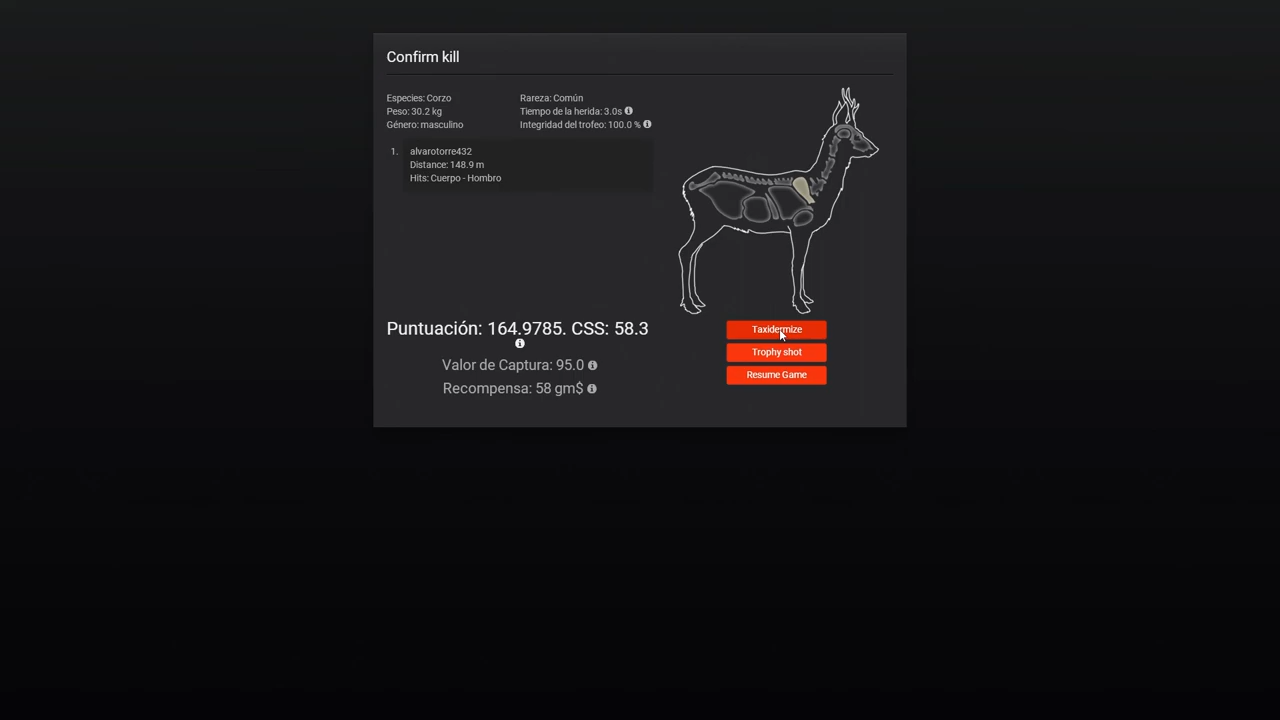 Confirm kill
Especies: Corzo
Rareza: Común
Peso: 30.2 kg
Tiempo de la herida: 3.0s
Género: masculino
Integridad del trofeo: 100.0 %
1. alvarotorre432
Distance: 148.9 m
Hits: Cuerpo - Hombro
Puntuación: 164.9785. CSS: 58.3
Valor de Captura: 95.0
Recompensa: 58 gm$
Taxidermize
Trophy shot
Resume Game